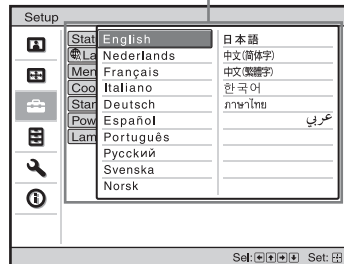 Setup
Stat
La
Men
Coo
Star
Pow
Lam
English
Nederlands
Français
Italiano
Deutsch
Español
Português
Русский
Svenska
Norsk
日本語
中文(简体字)
中文(繁體字)
한국어
ภาษาไทย
عربي
Sel: Set: